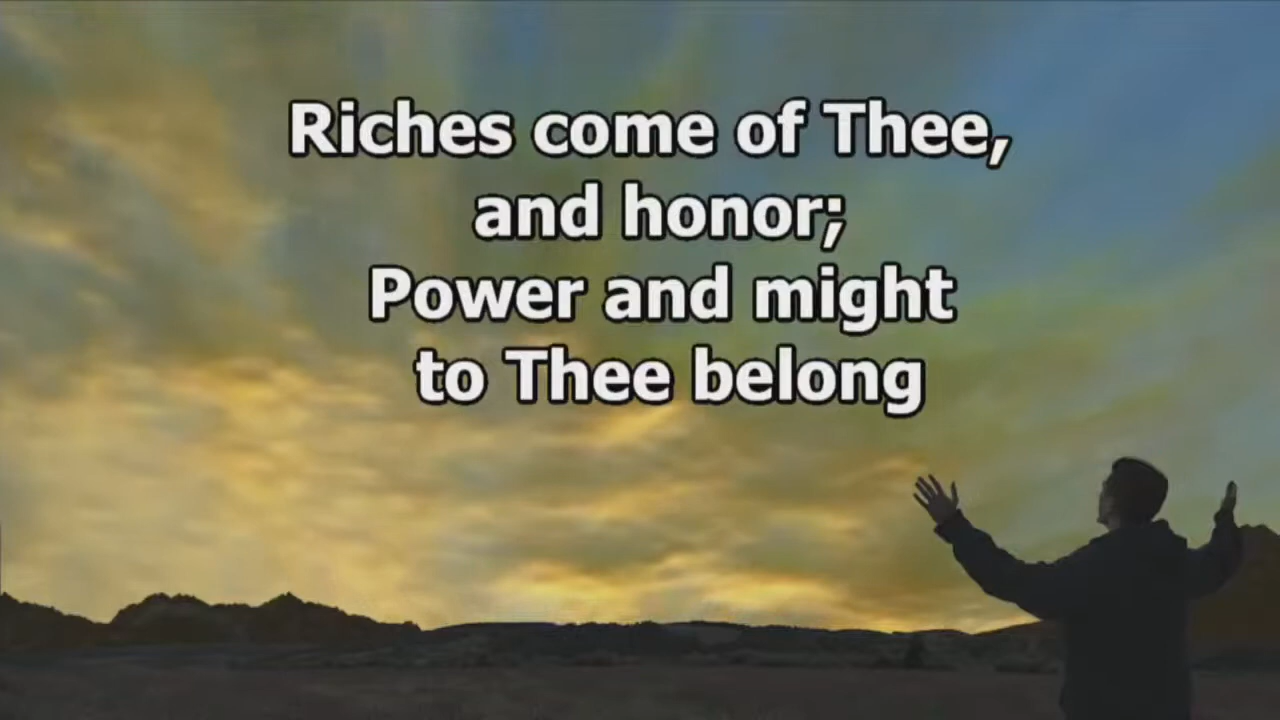 Riches come of Thee,
and honor;
Power and might
to Thee belong